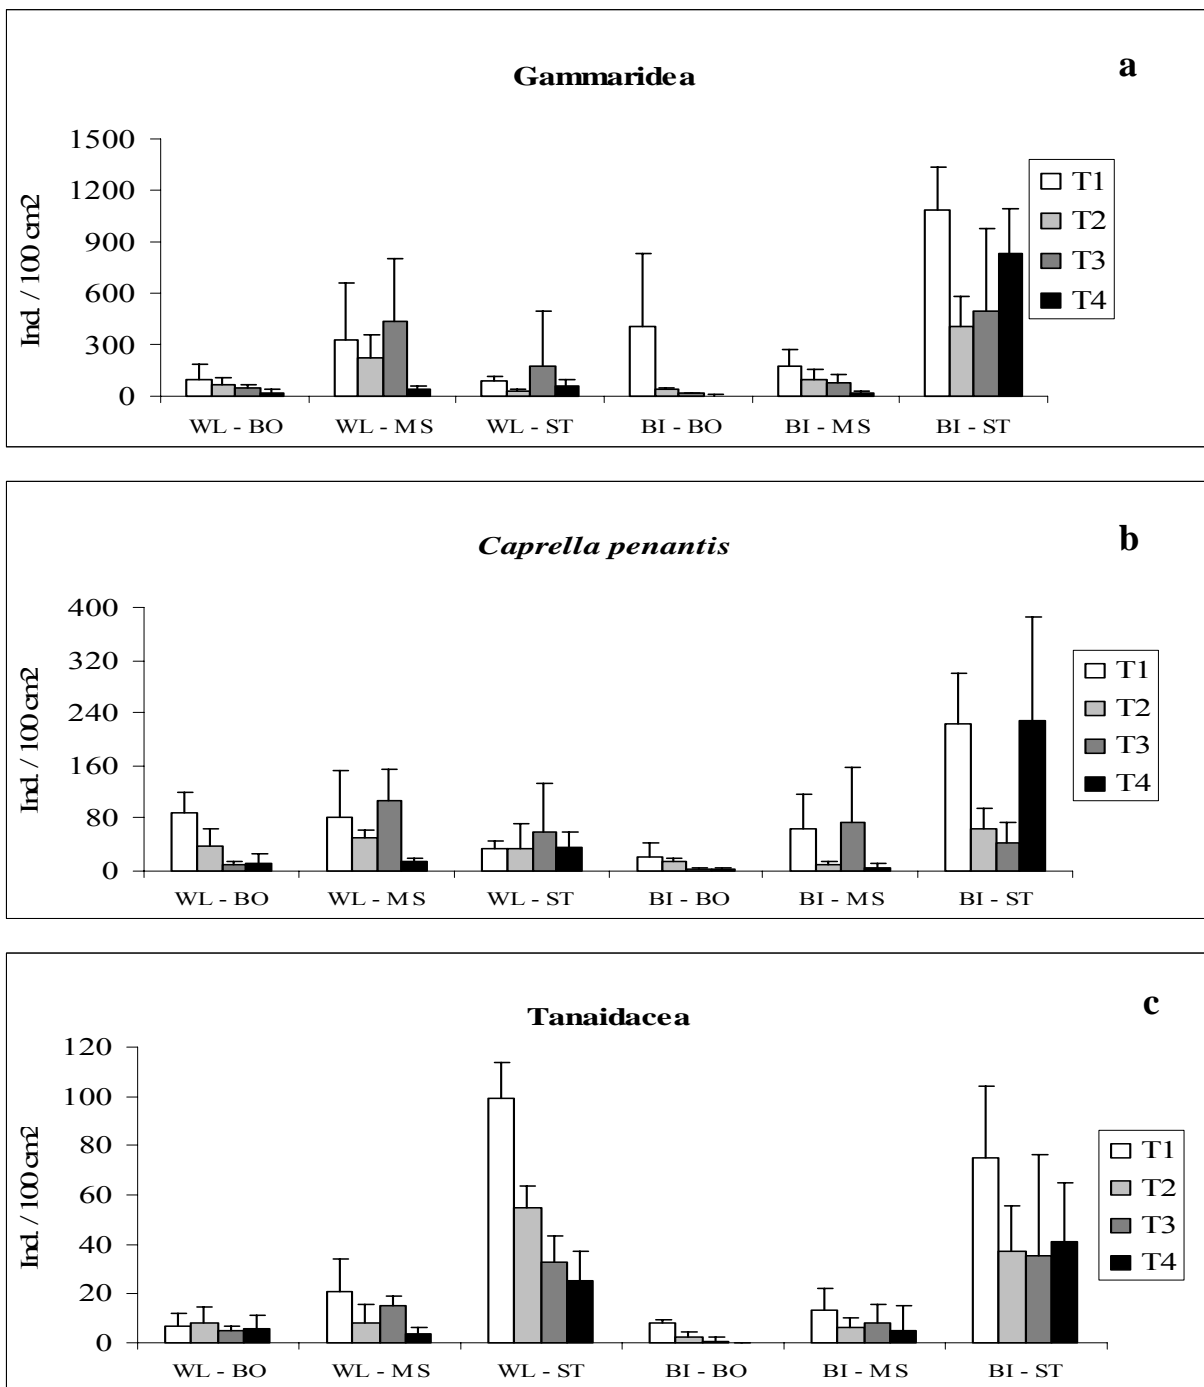 a
Gammaridea
Ind. / 100 cm2
1500
1200
900
600
300
0
WL - BO WL - MS WL - ST BI - BO BI - MS BI - ST
T1
T2
T3
T4
b
Caprella penantis
Ind. / 100 cm2
400
320
240
160
80
0
WL - BO WL - MS WL - ST BI - BO BI - MS BI - ST
T1
T2
T3
T4
c
Tanaidacea
Ind. / 100 cm2
120
100
80
60
40
20
0
WL - BO WL - MS WL - ST BI - BO BI - MS BI - ST
T1
T2
T3
T4